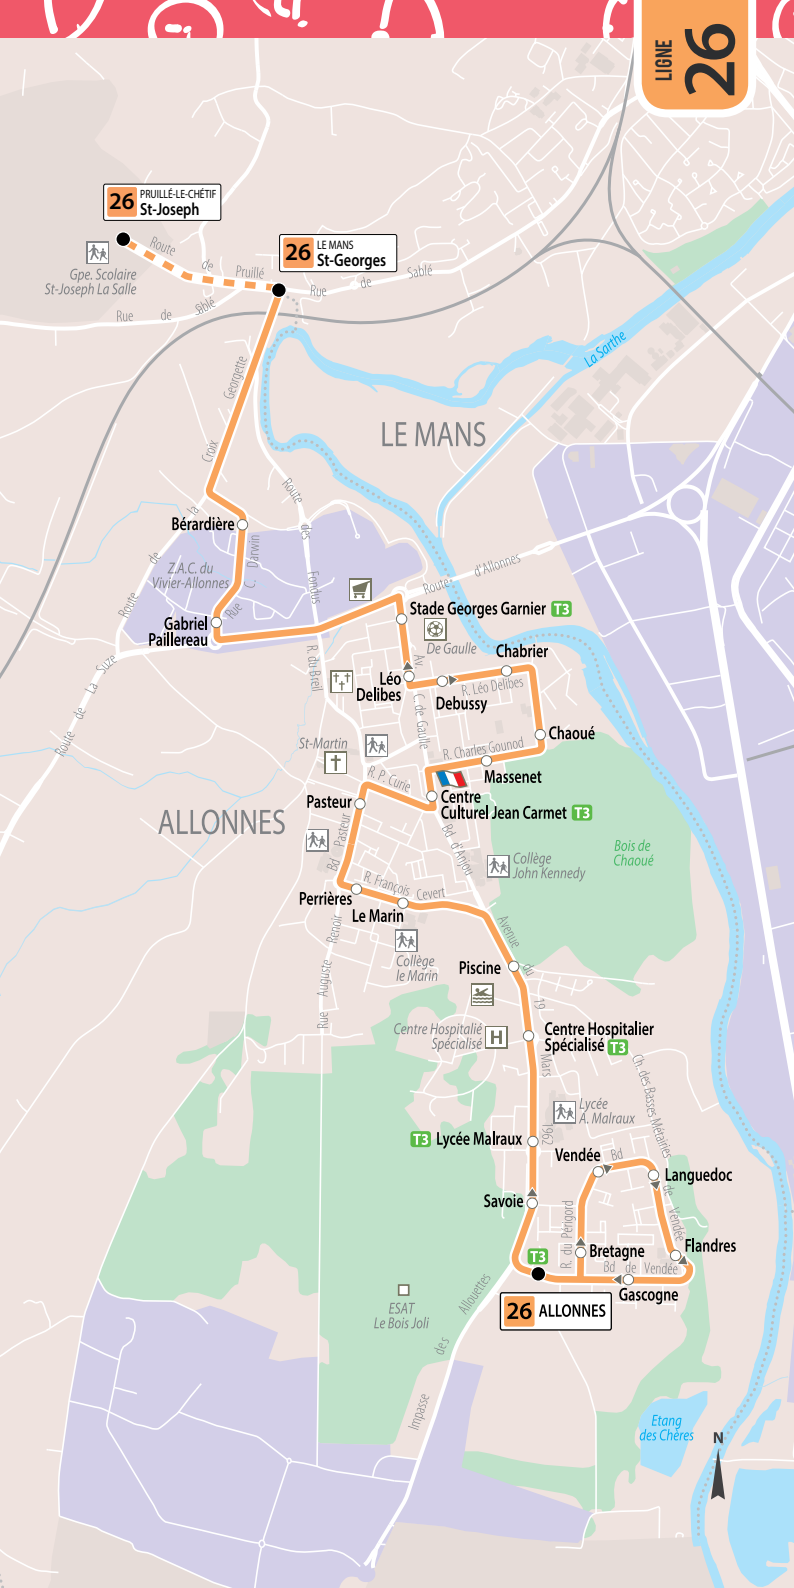 LIGNE
26
26
PRUILLÉ-LE-CHÉTIF
St-Joseph
26
LE MANS
St-Georges
Route de Pruillé
Gpe. Scolaire
St-Joseph La Salle
Rue de Sablé
Rue de Sablé
La Sarthe
Georgette
Croix
la
de
Route
LE MANS
Route des Fondus
Bérardière
Z.A.C. du
Vivier-Allonnes
Rue C. Darwin
Route d'Allonnes
Gabriel
Paillereau
Stade Georges Garnier T3
De Gaulle
Chabrier
R. du Breil
Route de La Suze
Léo
Delibes
Av. C. de Gaulle
R. Léo Delibes
Debussy
Chaoué
St-Martin
R. Charles Gounod
Massenet
R. P. Curie
Pasteur
Centre
Culturel Jean Carmet T3
ALLONNES
Bd Pasteur
Bd d'Anjou
Bois de
Chaoué
Collège
John Kennedy
R. François Cevert
Perrières
Le Marin
Rue Auguste Renoir
Collège
le Marin
Avenue du 19 Mars 1962
Piscine
Centre Hospitalié
Spécialisé
H
Centre Hospitalier
Spécialisé T3
Ch. des Basses Métairies
Lycée
A. Malraux
T3 Lycée Malraux
Vendée
Bd de Vendée
Languedoc
Savoie
R. du Périgord
Bretagne
Flandres
T3
Bd de Vendée
Gascogne
26 ALLONNES
ESAT
Le Bois Joli
Impasse des Allouettes
Etang
des Chères
N